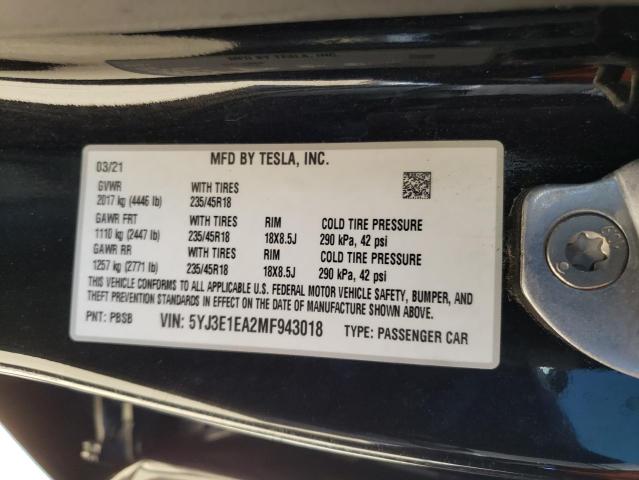 MFD BY TESLA, INC.
MFD BY TESLA, INC.
03/21
GVWR WITH TIRES
2017 kg (4446 lb) 235/45R18
GAWR FRT WITH TIRES RIM COLD TIRE PRESSURE
1110 kg (2447 lb) 235/45R18 18X8.5J 290 kPa, 42 psi
GAWR RR WITH TIRES RIM COLD TIRE PRESSURE
1257 kg (2771 lb) 235/45R18 18X8.5J 290 kPa, 42 psi
THIS VEHICLE CONFORMS TO ALL APPLICABLE U.S. FEDERAL MOTOR VEHICLE SAFETY, BUMPER, AND
THEFT PREVENTION STANDARDS IN EFFECT ON THE DATE OF MANUFACTURE SHOWN ABOVE.
PNT: PBSB VIN: 5YJ3E1EA2MF943018 TYPE: PASSENGER CAR